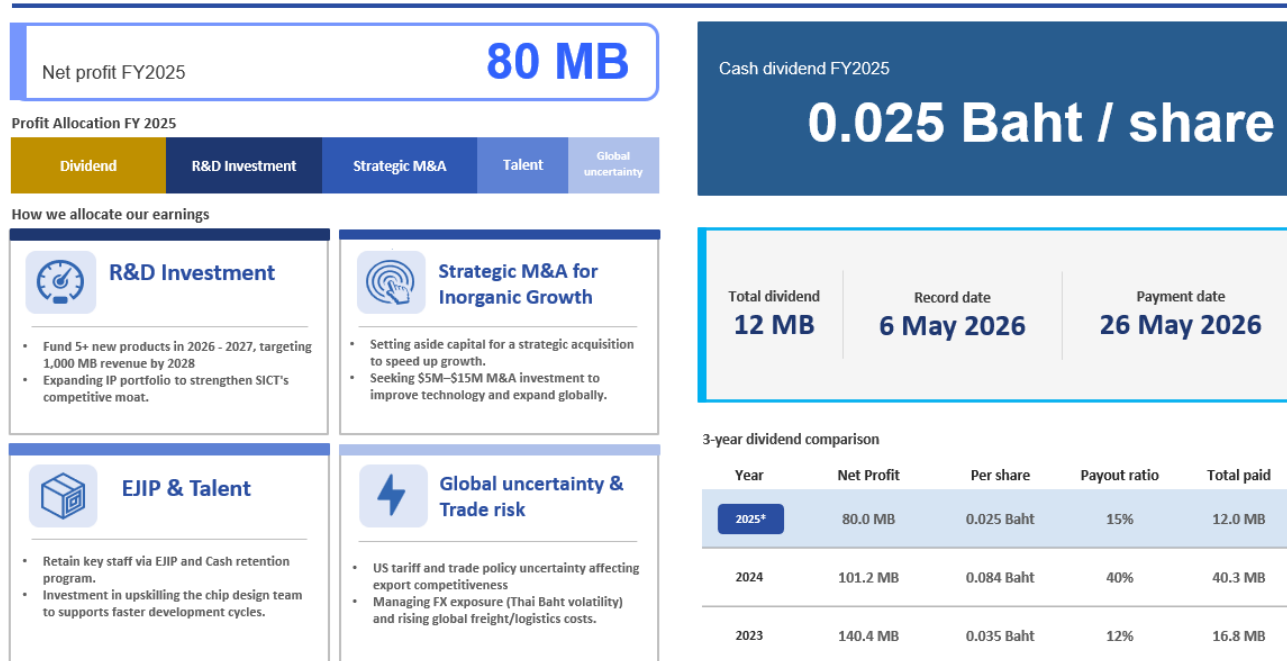 Net profit FY2025
80 MB
Profit Allocation FY 2025
Dividend
R&D Investment
Strategic M&A
Talent
Global
uncertainty
How we allocate our earnings
R&D Investment
• Fund 5+ new products in 2026 - 2027, targeting
1,000 MB revenue by 2028
• Expanding IP portfolio to strengthen SICT's
competitive moat.
Strategic M&A for
Inorganic Growth
• Setting aside capital for a strategic acquisition
to speed up growth.
• Seeking $5M–$15M M&A investment to
improve technology and expand globally.
EJIP & Talent
• Retain key staff via EJIP and Cash retention
program.
• Investment in upskilling the chip design team
to supports faster development cycles.
Global uncertainty &
Trade risk
• US tariff and trade policy uncertainty affecting
export competitiveness
• Managing FX exposure (Thai Baht volatility)
and rising global freight/logistics costs.
Cash dividend FY2025
0.025 Baht / share
Total dividend
12 MB
Record date
6 May 2026
Payment date
26 May 2026
3-year dividend comparison
Year Net Profit Per share Payout ratio Total paid
2025* 80.0 MB 0.025 Baht 15% 12.0 MB
2024 101.2 MB 0.084 Baht 40% 40.3 MB
2023 140.4 MB 0.035 Baht 12% 16.8 MB